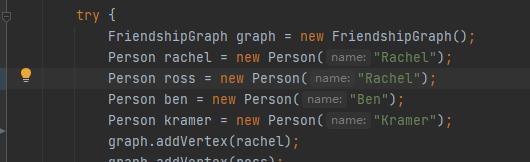 try {
FriendshipGraph graph = new FriendshipGraph();
Person rachel = new Person( name: "Rachel");
Person ross = new Person( name: "Rachel");
Person ben = new Person( name: "Ben");
Person kramer = new Person( name: "Kramer");
graph.addVertex(rachel);
graph.addVertex(ross);